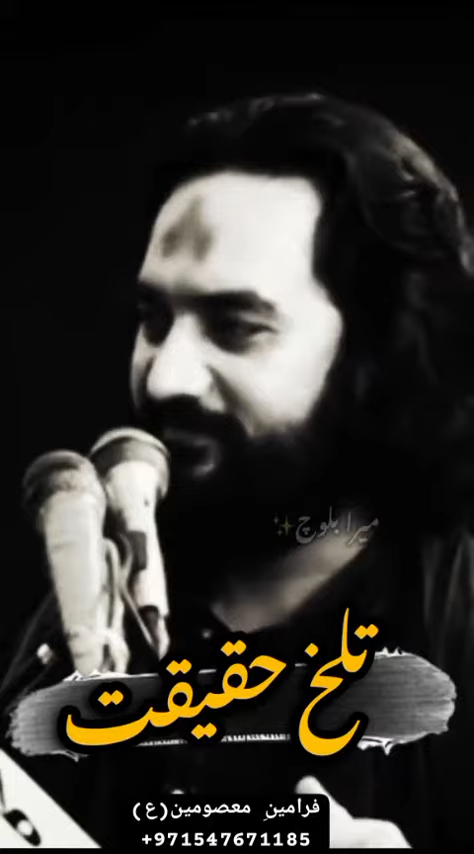 میرا بلوچ
تلخ حقیقت
فرامینِ معصومین(ع)
+971547671185